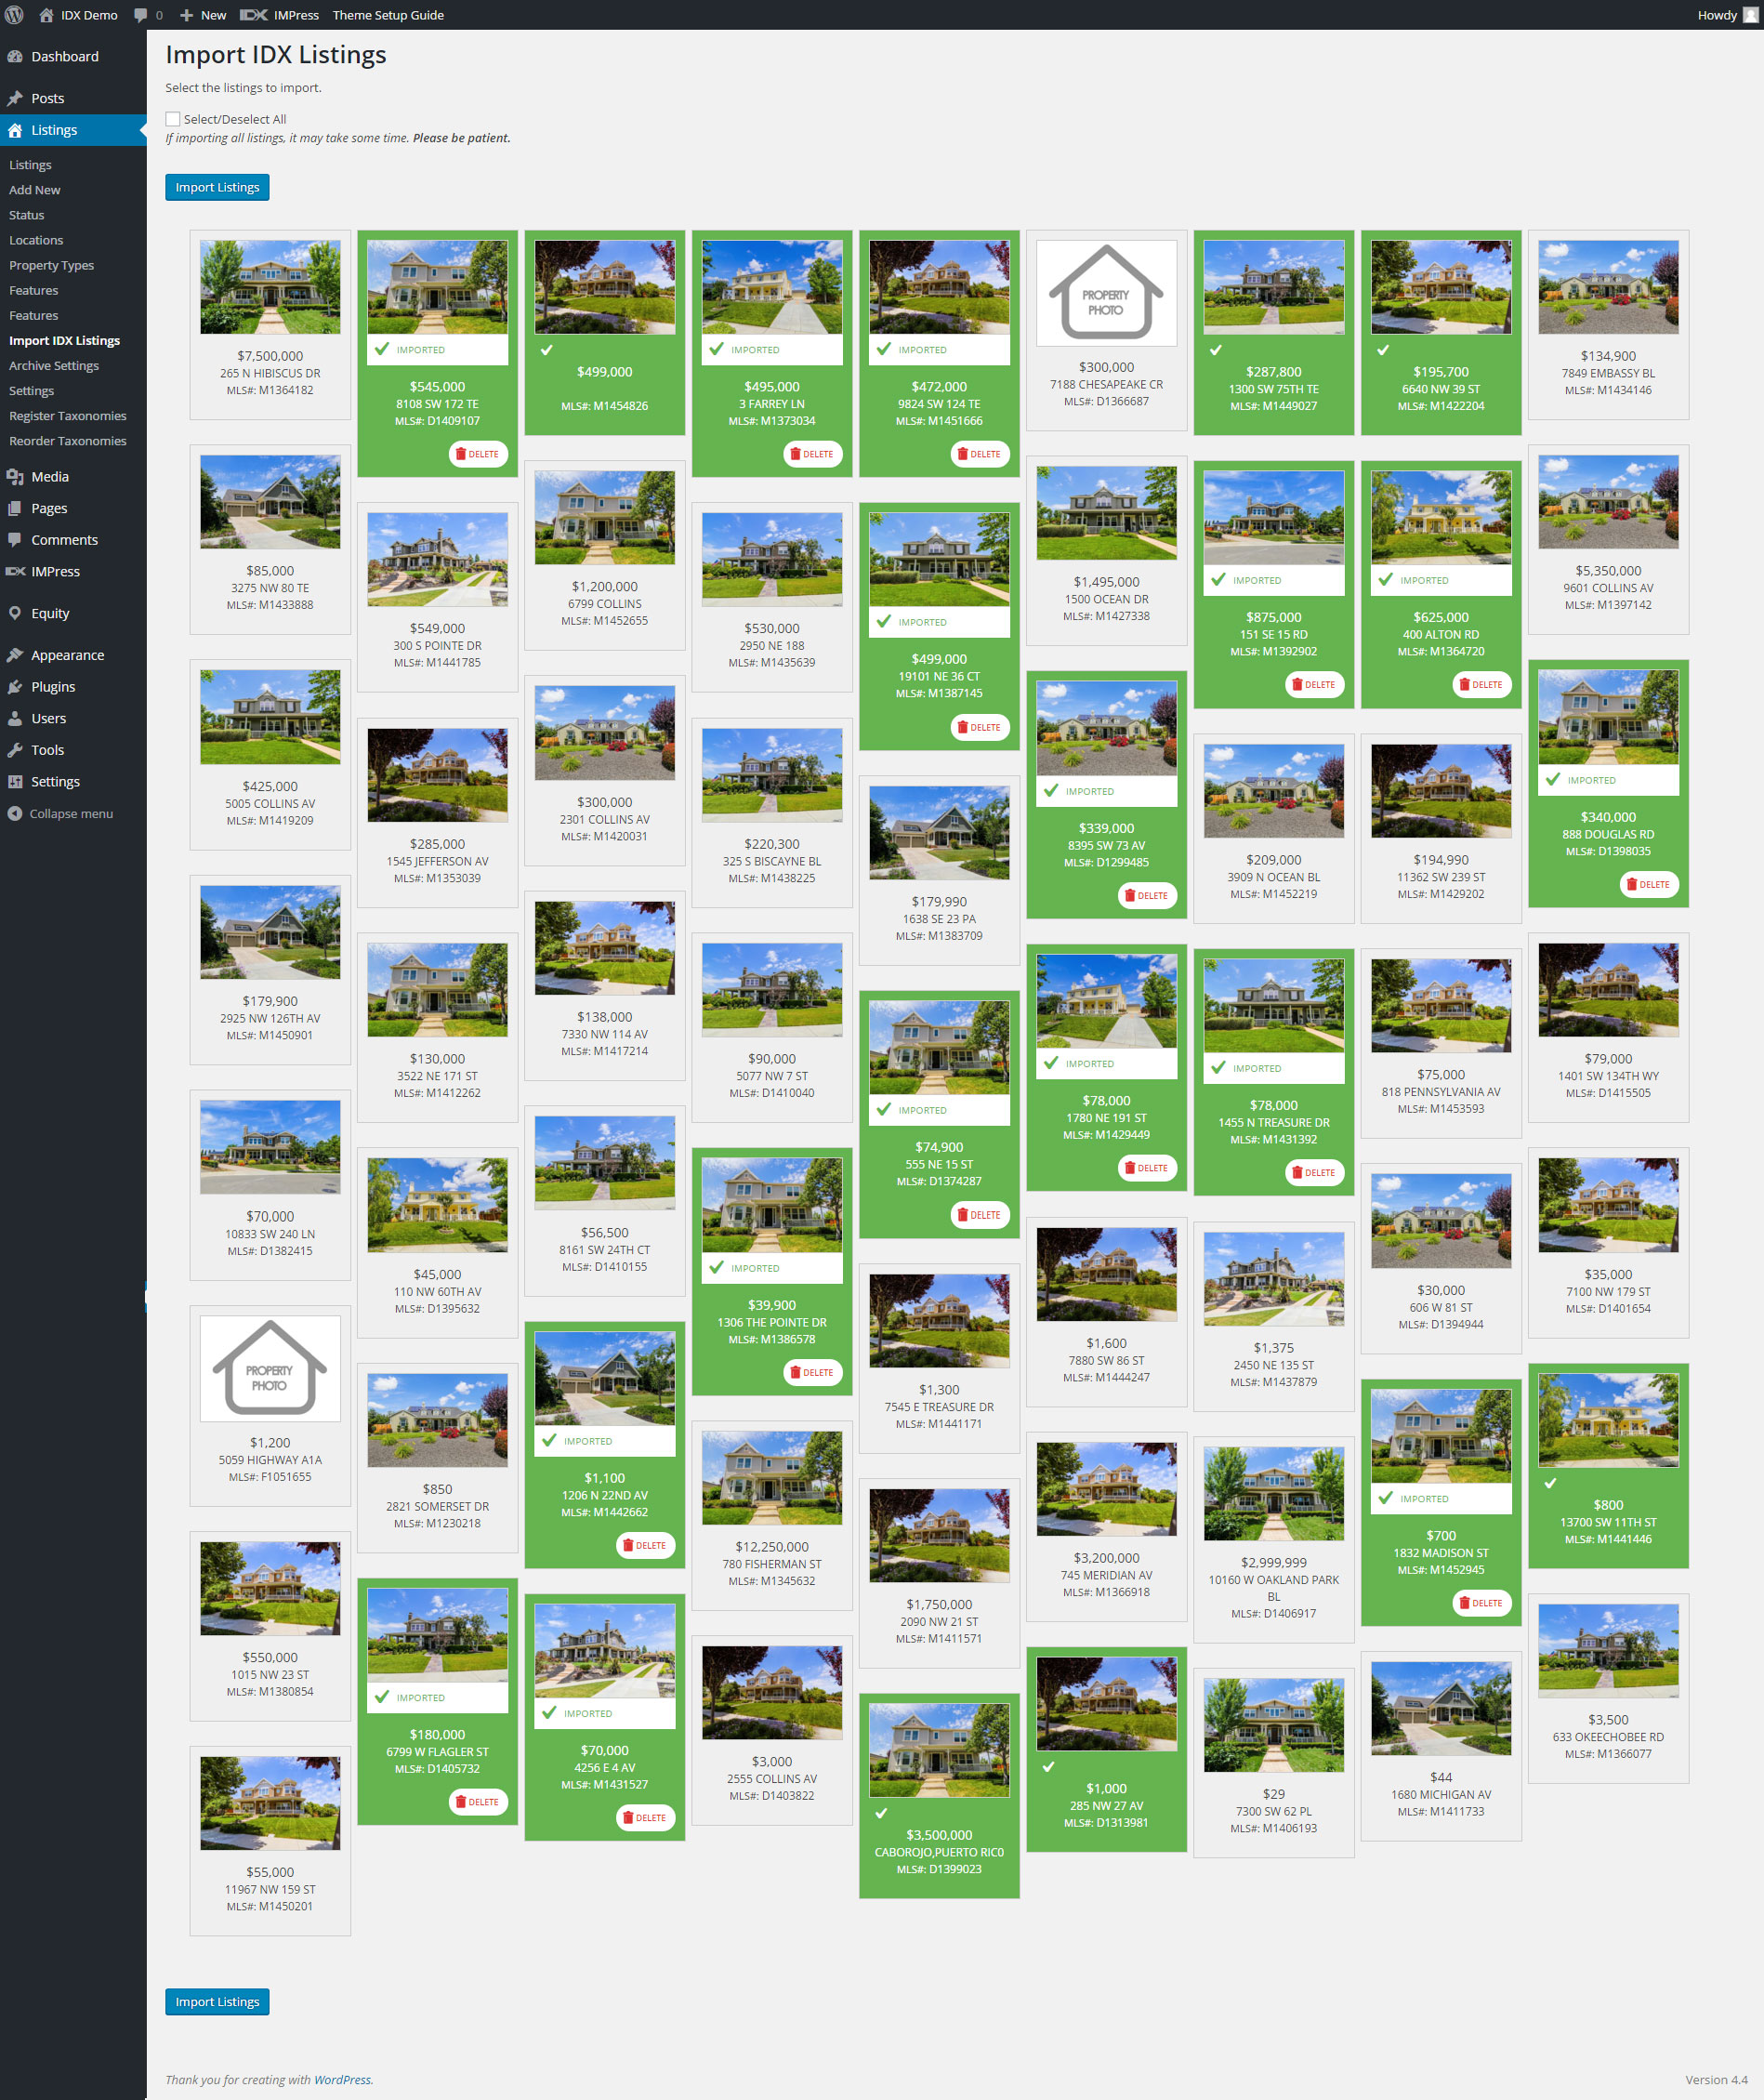 IDX Demo
0
New
IDX IMPress
Theme Setup Guide
Howdy
Dashboard
Posts
Listings
Listings
Add New
Status
Locations
Property Types
Features
Features
Import IDX Listings
Archive Settings
Settings
Register Taxonomies
Reorder Taxonomies
Media
Pages
Comments
IDX IMPress
Equity
Appearance
Plugins
Users
Tools
Settings
Collapse menu
Import IDX Listings
Select the listings to import.
Select/Deselect All
If importing all listings, it may take some time. Please be patient.
Import Listings
$7,500,000
265 N HIBISCUS DR
MLS#: M1364182
$85,000
3275 NW 80 TE
MLS#: M1433888
$425,000
5005 COLLINS AV
MLS#: M1419209
$179,900
2925 NW 126TH AV
MLS#: M1450901
$70,000
10833 SW 240 LN
MLS#: D1382415
PROPERTY
PHOTO
$1,200
5059 HIGHWAY A1A
MLS#: F1051655
$550,000
1015 NW 23 ST
MLS#: M1380854
$55,000
11967 NW 159 ST
MLS#: M1450201
IMPORTED
$545,000
8108 SW 172 TE
MLS#: D1409107
DELETE
$549,000
300 S POINTE DR
MLS#: M1441785
$285,000
1545 JEFFERSON AV
MLS#: M1353039
$130,000
3522 NE 171 ST
MLS#: M1412262
$45,000
110 NW 60TH AV
MLS#: D1395632
$850
2821 SOMERSET DR
MLS#: M1230218
IMPORTED
$180,000
6799 W FLAGLER ST
MLS#: D1405732
DELETE
$499,000
MLS#: M1454826
$1,200,000
6799 COLLINS
MLS#: M1452655
$300,000
2301 COLLINS AV
MLS#: M1420031
$138,000
7330 NW 114 AV
MLS#: M1417214
$56,500
8161 SW 24TH CT
MLS#: D1410155
IMPORTED
$1,100
1206 N 22ND AV
MLS#: M1442662
DELETE
IMPORTED
$70,000
4256 E 4 AV
MLS#: M1431527
DELETE
IMPORTED
$495,000
3 FARREY LN
MLS#: M1373034
DELETE
$530,000
2950 NE 188
MLS#: M1435639
$220,300
325 S BISCAYNE BL
MLS#: M1438225
$90,000
5077 NW 7 ST
MLS#: D1410040
IMPORTED
$39,900
1306 THE POINTE DR
MLS#: M1386578
DELETE
$12,250,000
780 FISHERMAN ST
MLS#: M1345632
$3,000
2555 COLLINS AV
MLS#: D1403822
IMPORTED
$472,000
9824 SW 124 TE
MLS#: M1451666
DELETE
IMPORTED
$499,000
19101 NE 36 CT
MLS#: M1387145
DELETE
$179,990
1638 SE 23 PA
MLS#: M1383709
IMPORTED
$74,900
555 NE 15 ST
MLS#: D1374287
DELETE
$1,300
7545 E TREASURE DR
MLS#: M1441171
$1,750,000
2090 NW 21 ST
MLS#: M1411571
$3,500,000
CABOROJO,PUERTO RIC0
MLS#: D1399023
PROPERTY
PHOTO
$300,000
7188 CHESAPEAKE CR
MLS#: D1366687
$1,495,000
1500 OCEAN DR
MLS#: M1427338
IMPORTED
$339,000
8395 SW 73 AV
MLS#: D1299485
DELETE
IMPORTED
$78,000
1780 NE 191 ST
MLS#: M1429449
DELETE
$1,600
7880 SW 86 ST
MLS#: M1444247
$3,200,000
745 MERIDIAN AV
MLS#: M1366918
$1,000
285 NW 27 AV
MLS#: D1313981
$287,800
1300 SW 75TH TE
MLS#: M1449027
IMPORTED
$875,000
151 SE 15 RD
MLS#: M1392902
DELETE
$209,000
3909 N OCEAN BL
MLS#: M1452219
IMPORTED
$78,000
1455 N TREASURE DR
MLS#: M1431392
DELETE
$1,375
2450 NE 135 ST
MLS#: M1437879
$2,999,999
10160 W OAKLAND PARK
BL
MLS#: D1406917
$29
7300 SW 62 PL
MLS#: M1406193
$195,700
6640 NW 39 ST
MLS#: M1422204
IMPORTED
$625,000
400 ALTON RD
MLS#: M1364720
DELETE
$194,990
11362 SW 239 ST
MLS#: M1429202
$75,000
818 PENNSYLVANIA AV
MLS#: M1453593
$30,000
606 W 81 ST
MLS#: D1394944
IMPORTED
$700
1832 MADISON ST
MLS#: M1452945
DELETE
$44
1680 MICHIGAN AV
MLS#: M1411733
$134,900
7849 EMBASSY BL
MLS#: M1434146
$5,350,000
9601 COLLINS AV
MLS#: M1397142
IMPORTED
$340,000
888 DOUGLAS RD
MLS#: D1398035
DELETE
$79,000
1401 SW 134TH WY
MLS#: D1415505
$35,000
7100 NW 179 ST
MLS#: D1401654
$800
13700 SW 11TH ST
MLS#: M1441446
$3,500
633 OKEECHOBEE RD
MLS#: M1366077
Import Listings
Thank you for creating with WordPress.
Version 4.4